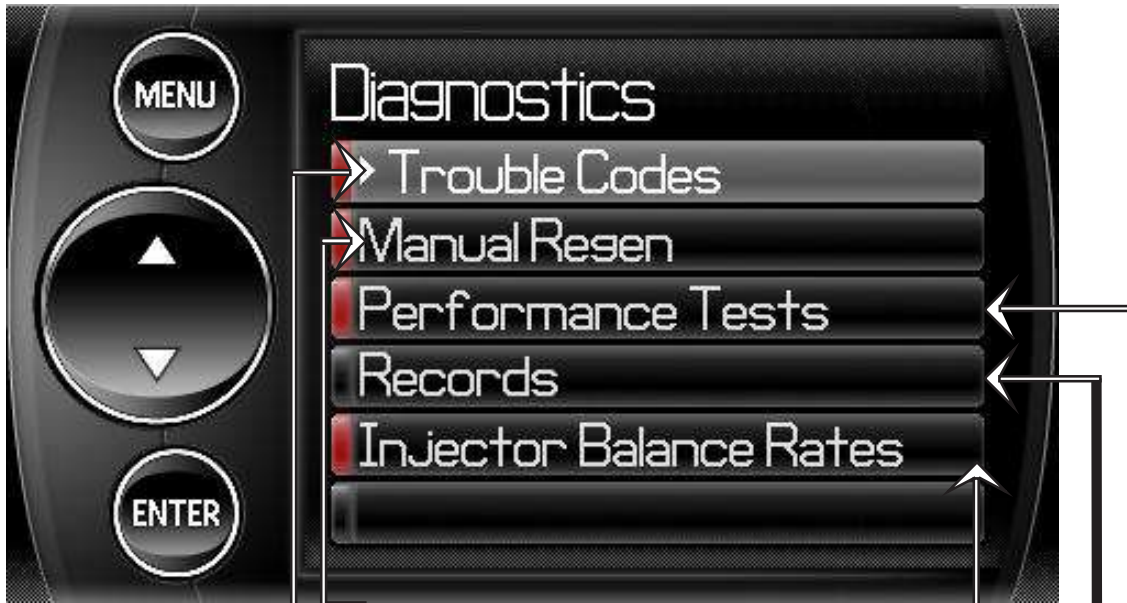 MENU
Diagnostics
Trouble Codes
Manual Regen
Performance Tests
Records
Injector Balance Rates
ENTER